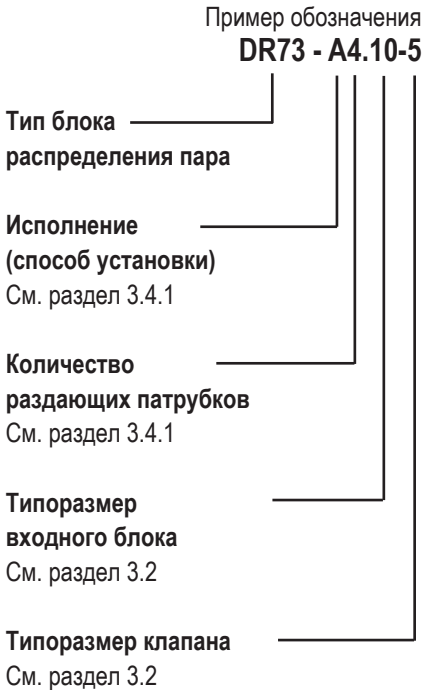 Пример обозначения
DR73 - A4.10-5
Тип блока
распределения пара
Исполнение
(способ установки)
См. раздел 3.4.1
Количество
раздающих патрубков
См. раздел 3.4.1
Типоразмер
входного блока
См. раздел 3.2
Типоразмер клапана
См. раздел 3.2